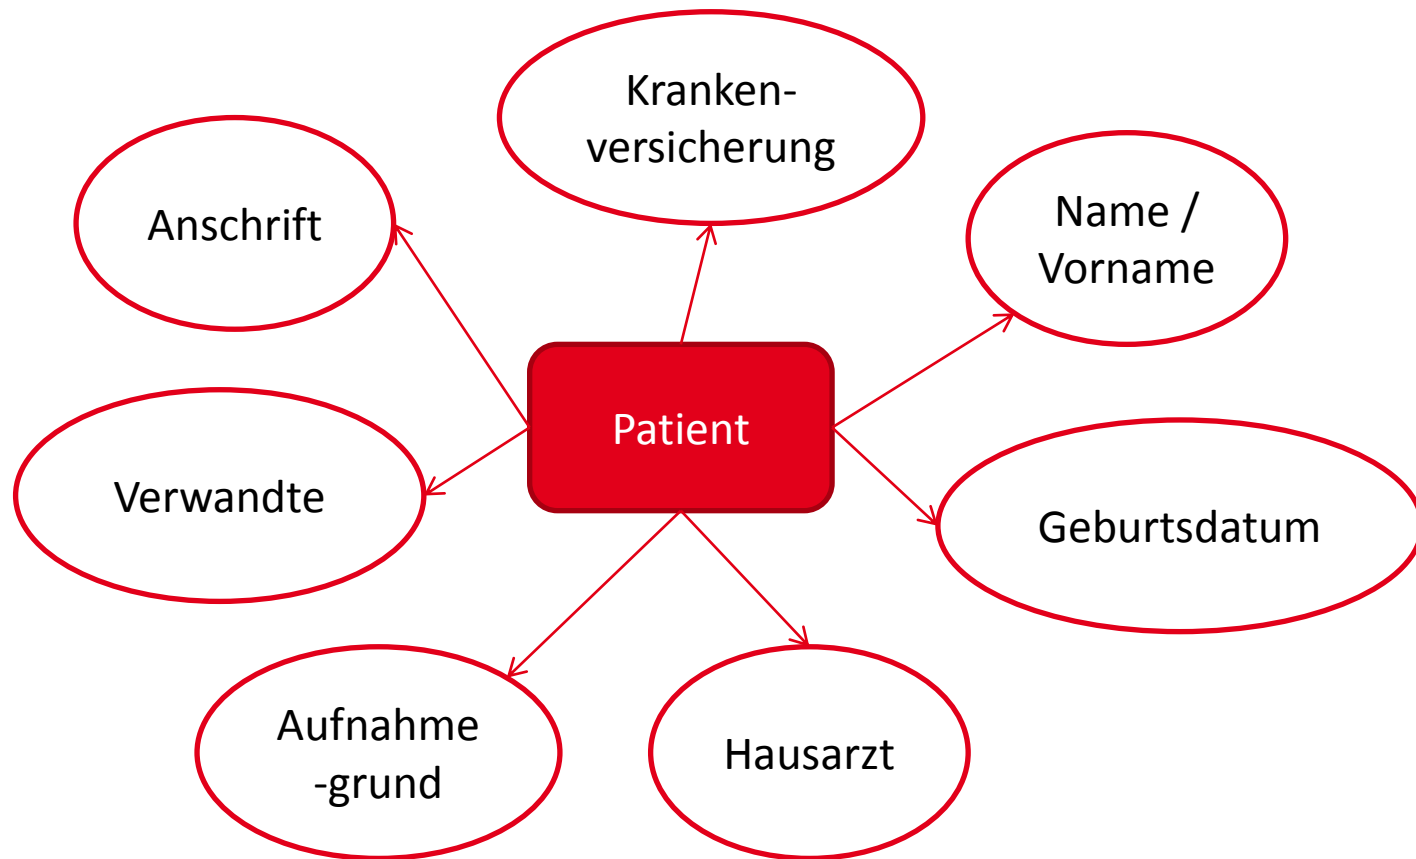 Kranken-
versicherung
Anschrift
Name /
Vorname
Patient
Verwandte
Geburtsdatum
Aufnahme
-grund
Hausarzt